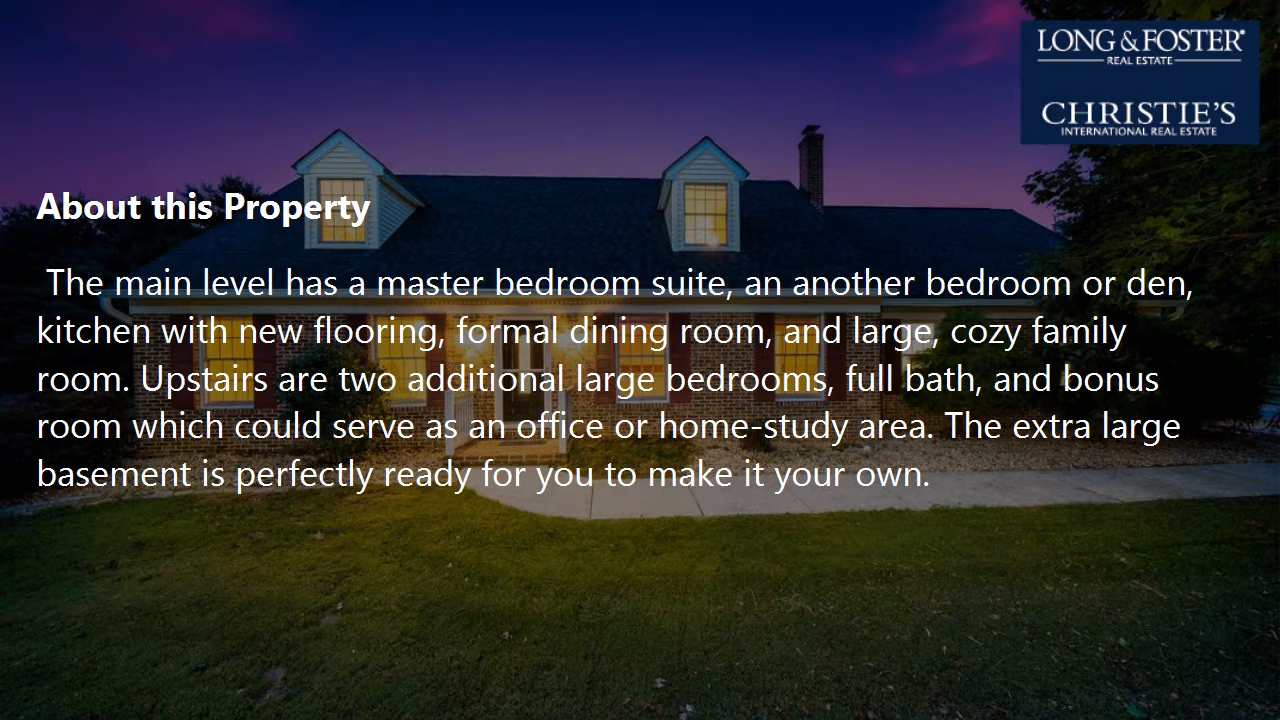 LONG & FOSTER®
REAL ESTATE
CHRISTIE'S
INTERNATIONAL REAL ESTATE
About this Property
The main level has a master bedroom suite, an another bedroom or den,
kitchen with new flooring, formal dining room, and large, cozy family
room. Upstairs are two additional large bedrooms, full bath, and bonus
room which could serve as an office or home-study area. The extra large
basement is perfectly ready for you to make it your own.